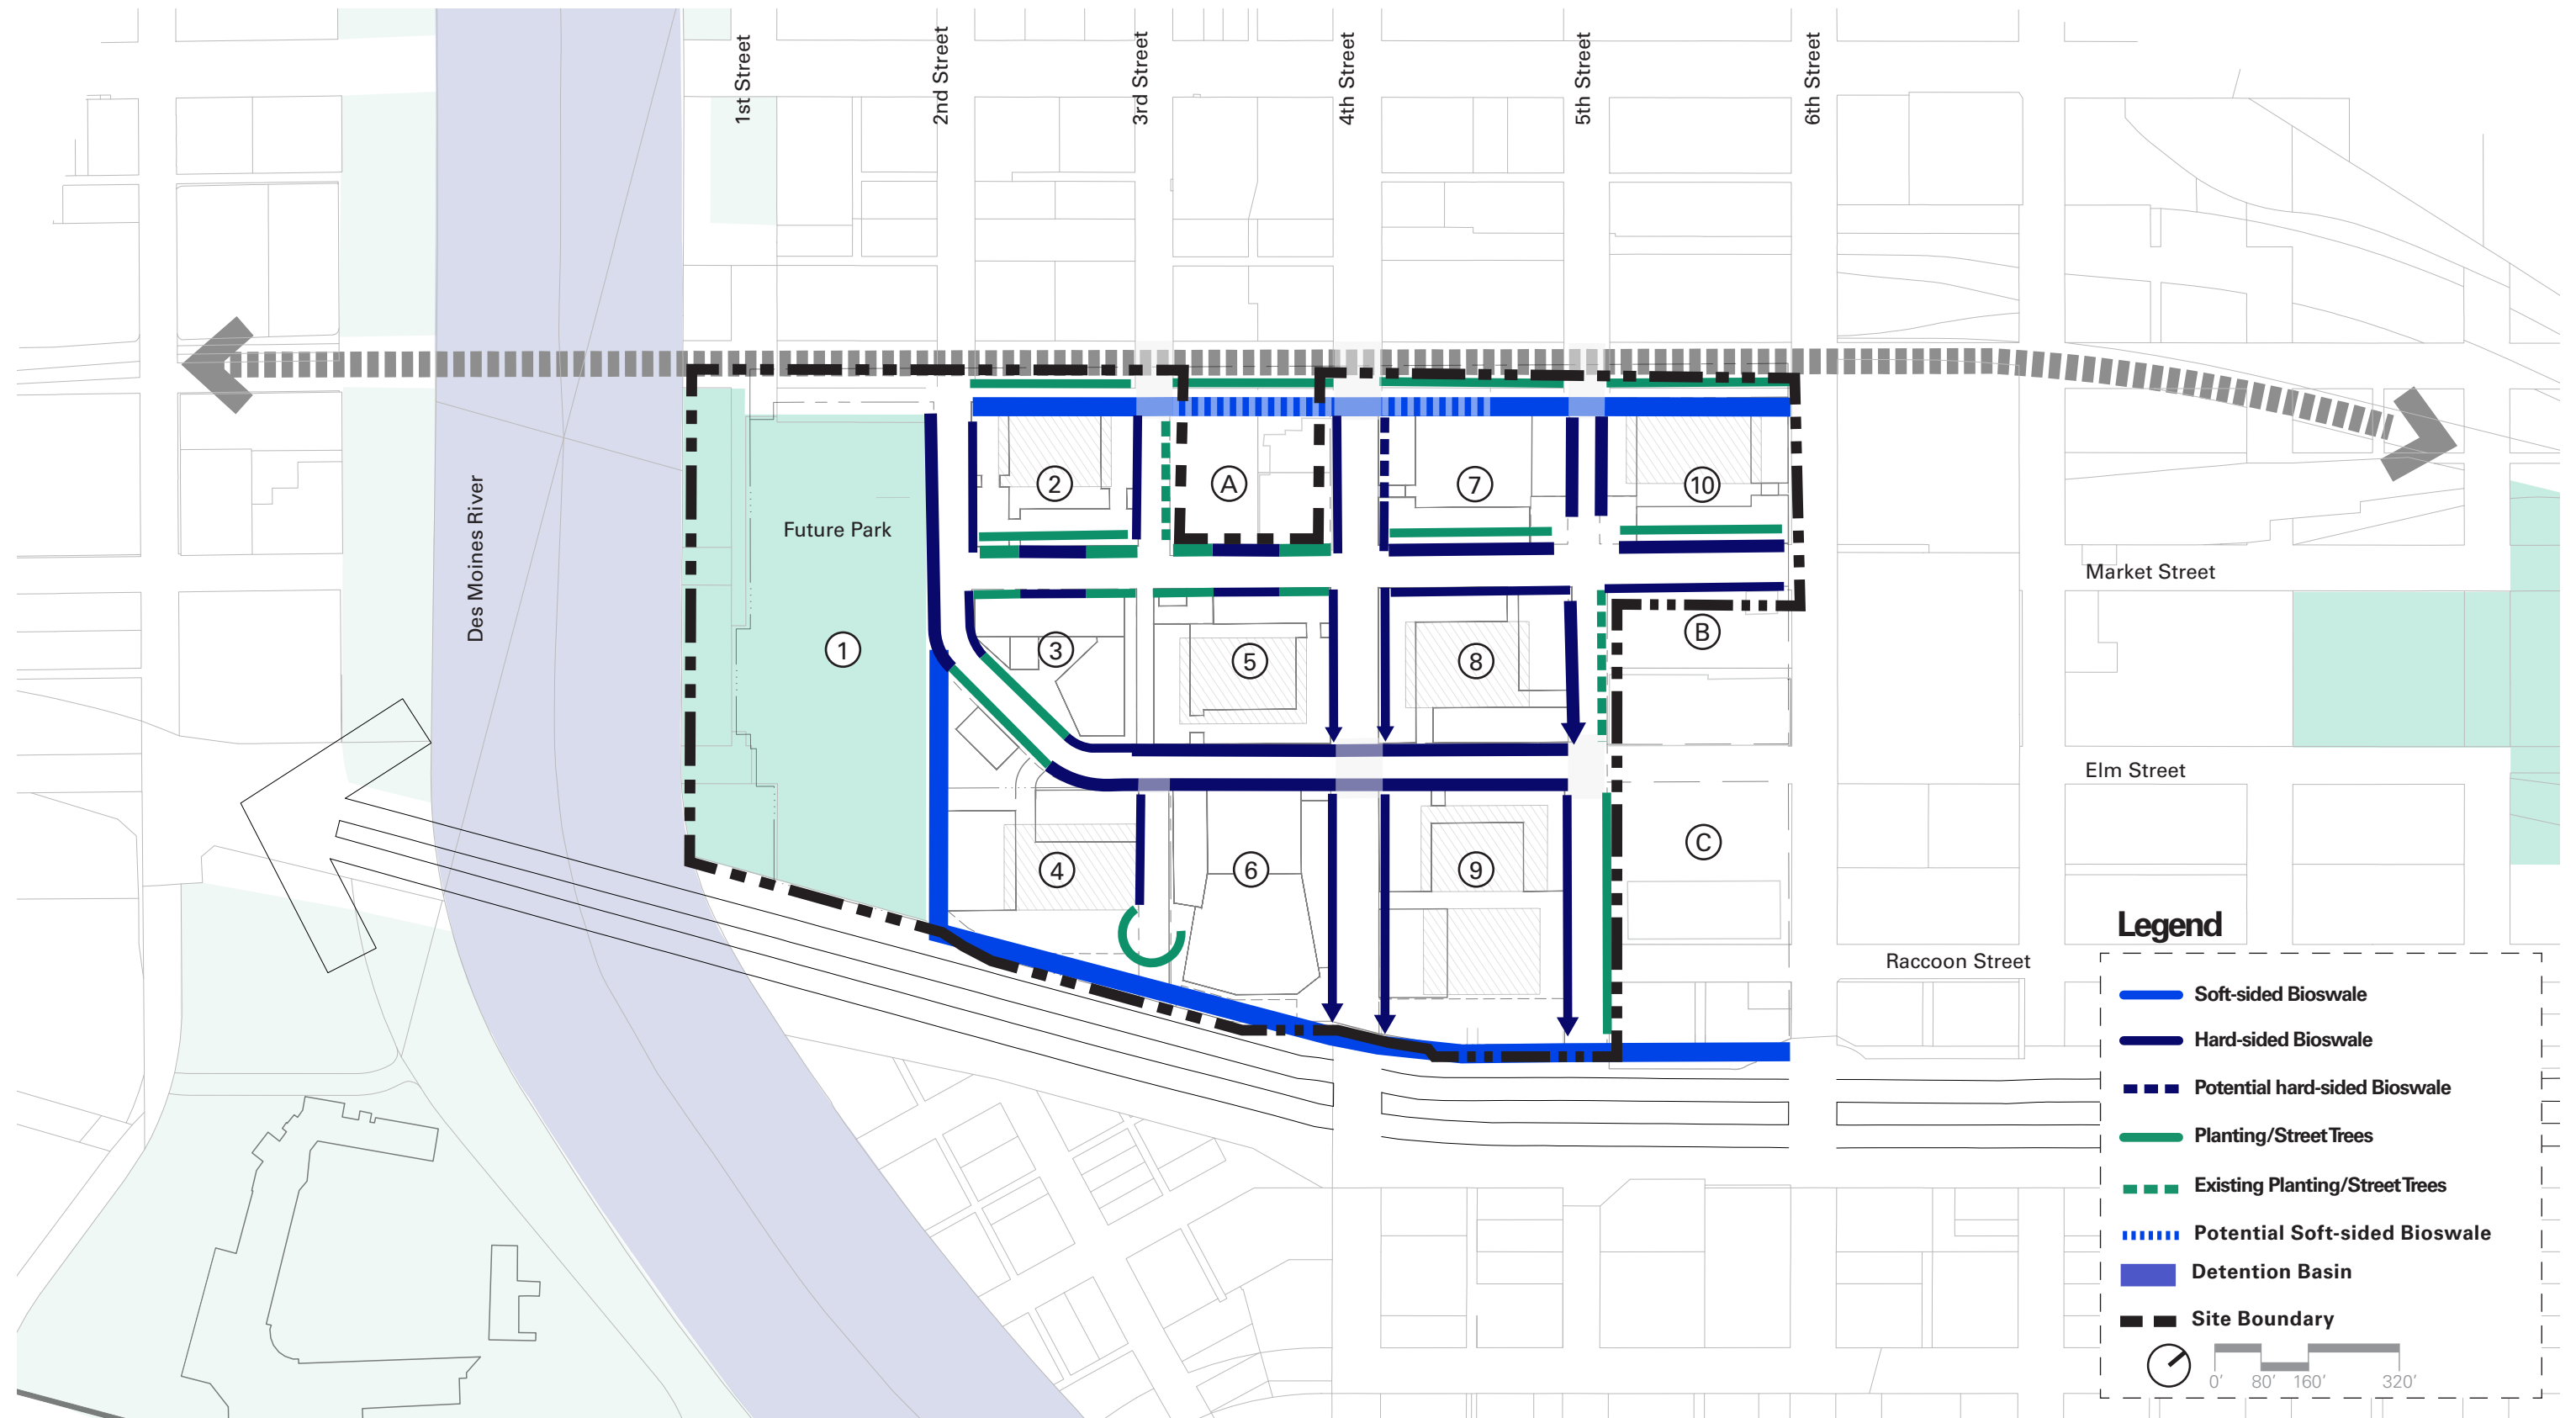 1st Street
2nd Street
3rd Street
4th Street
5th Street
6th Street
Des Moines River
Future Park
1
2
A
7
10
3
5
8
B
4
6
9
C
Market Street
Elm Street
Raccoon Street
Legend
Soft-sided Bioswale
Hard-sided Bioswale
Potential hard-sided Bioswale
Planting/Street Trees
Existing Planting/Street Trees
Potential Soft-sided Bioswale
Detention Basin
Site Boundary
0' 80' 160' 320'